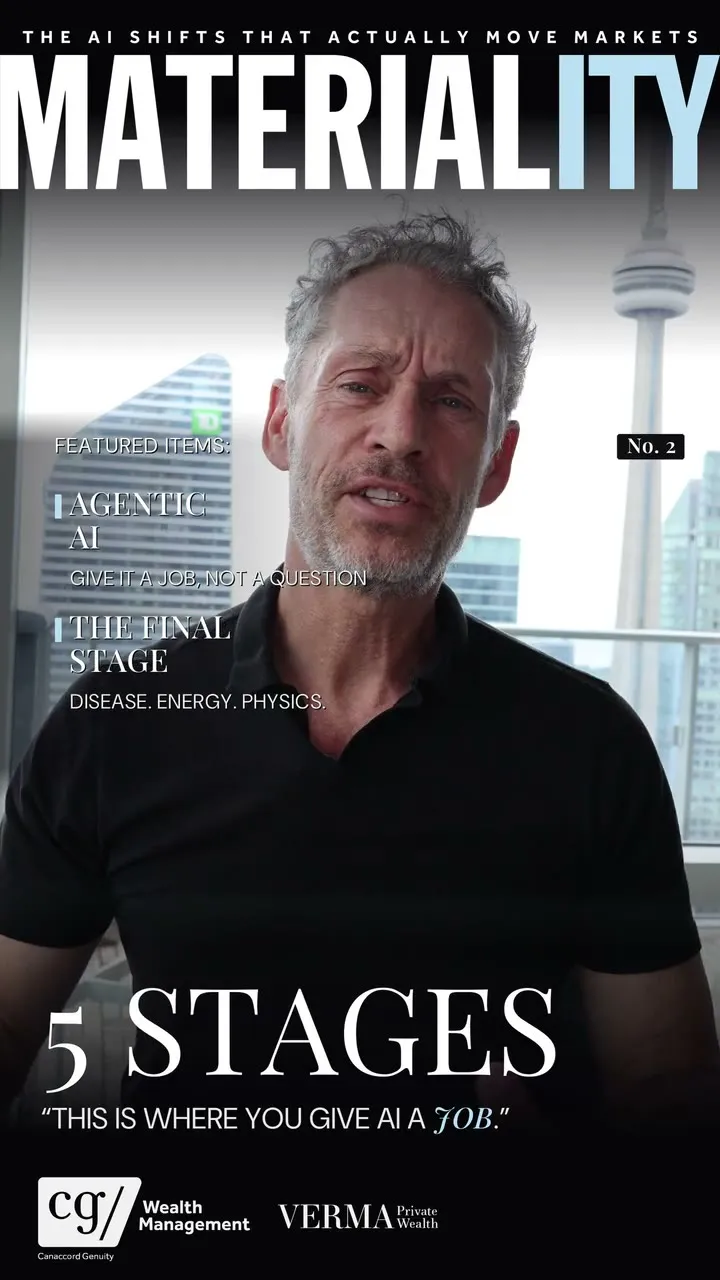 THE AI SHIFTS THAT ACTUALLY MOVE MARKETS
MATERIALITY
FEATURED ITEMS:
No. 2
AGENTIC
AI
GIVE IT A JOB, NOT A QUESTION
THE FINAL
STAGE
DISEASE. ENERGY. PHYSICS.
5 STAGES
“THIS IS WHERE YOU GIVE AI A JOB.”
cg/
Wealth
Management
Canaccord Genuity
VERMA
Private
Wealth
TD